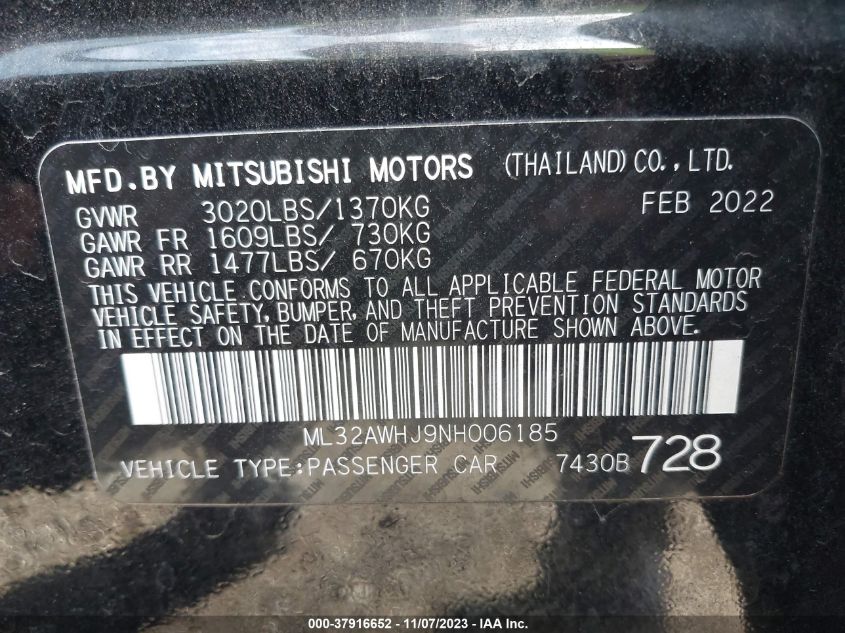 MFD.BY MITSUBISHI MOTORS (THAILAND) CO.,LTD.
GVWR 3020LBS/1370KG FEB 2022
GAWR FR 1609LBS/ 730KG
GAWR RR 1477LBS/ 670KG
THIS VEHICLE CONFORMS TO ALL APPLICABLE FEDERAL MOTOR
VEHICLE SAFETY, BUMPER, AND THEFT PREVENTION STANDARDS
IN EFFECT ON THE DATE OF MANUFACTURE SHOWN ABOVE.
ML32AWHJ9NH006185
VEHICLE TYPE:PASSENGER CAR 7430B 728
000-37916652 - 11/07/2023 - IAAI.COM